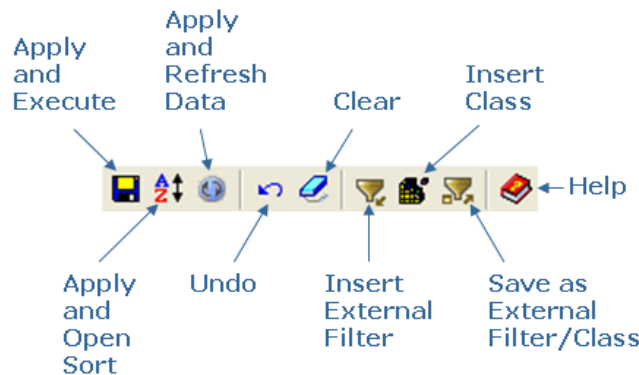 Apply
and
Execute
Apply
and
Refresh
Data
Clear
Insert
Class
Help
Apply
and
Open
Sort
Undo
Insert
External
Filter
Save as
External
Filter/Class